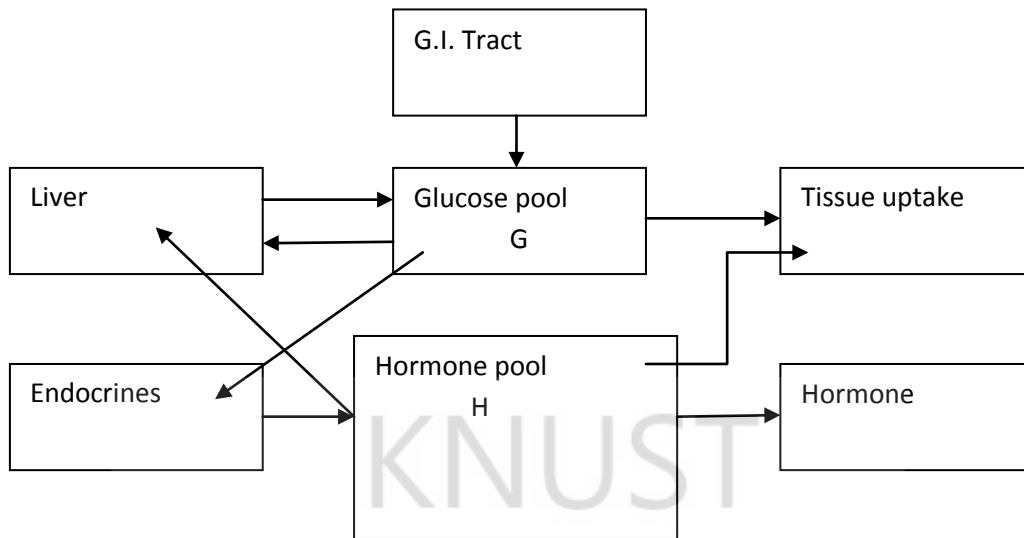 G.I. Tract
Liver
Glucose pool
G
Tissue uptake
Endocrines
Hormone pool
H
Hormone
KNUST